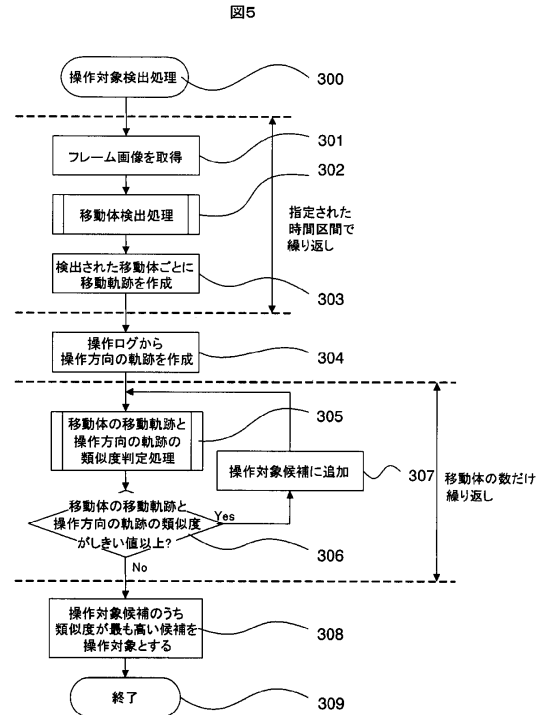 図5
操作対象検出処理
300
301
フレーム画像を取得
302
移動体検出処理
指定された
時間区間で
繰り返し
検出された移動体ごとに
移動軌跡を作成
303
操作ログから
操作方向の軌跡を作成
304
305
移動体の移動軌跡と
操作方向の軌跡の
類似度判定処理
操作対象候補に追加
307
移動体の数だけ
繰り返し
移動体の移動軌跡と
操作方向の軌跡の類似度
がしきい値以上?
Yes
306
No
操作対象候補のうち
類似度が最も高い候補を
操作対象とする
308
終了
309